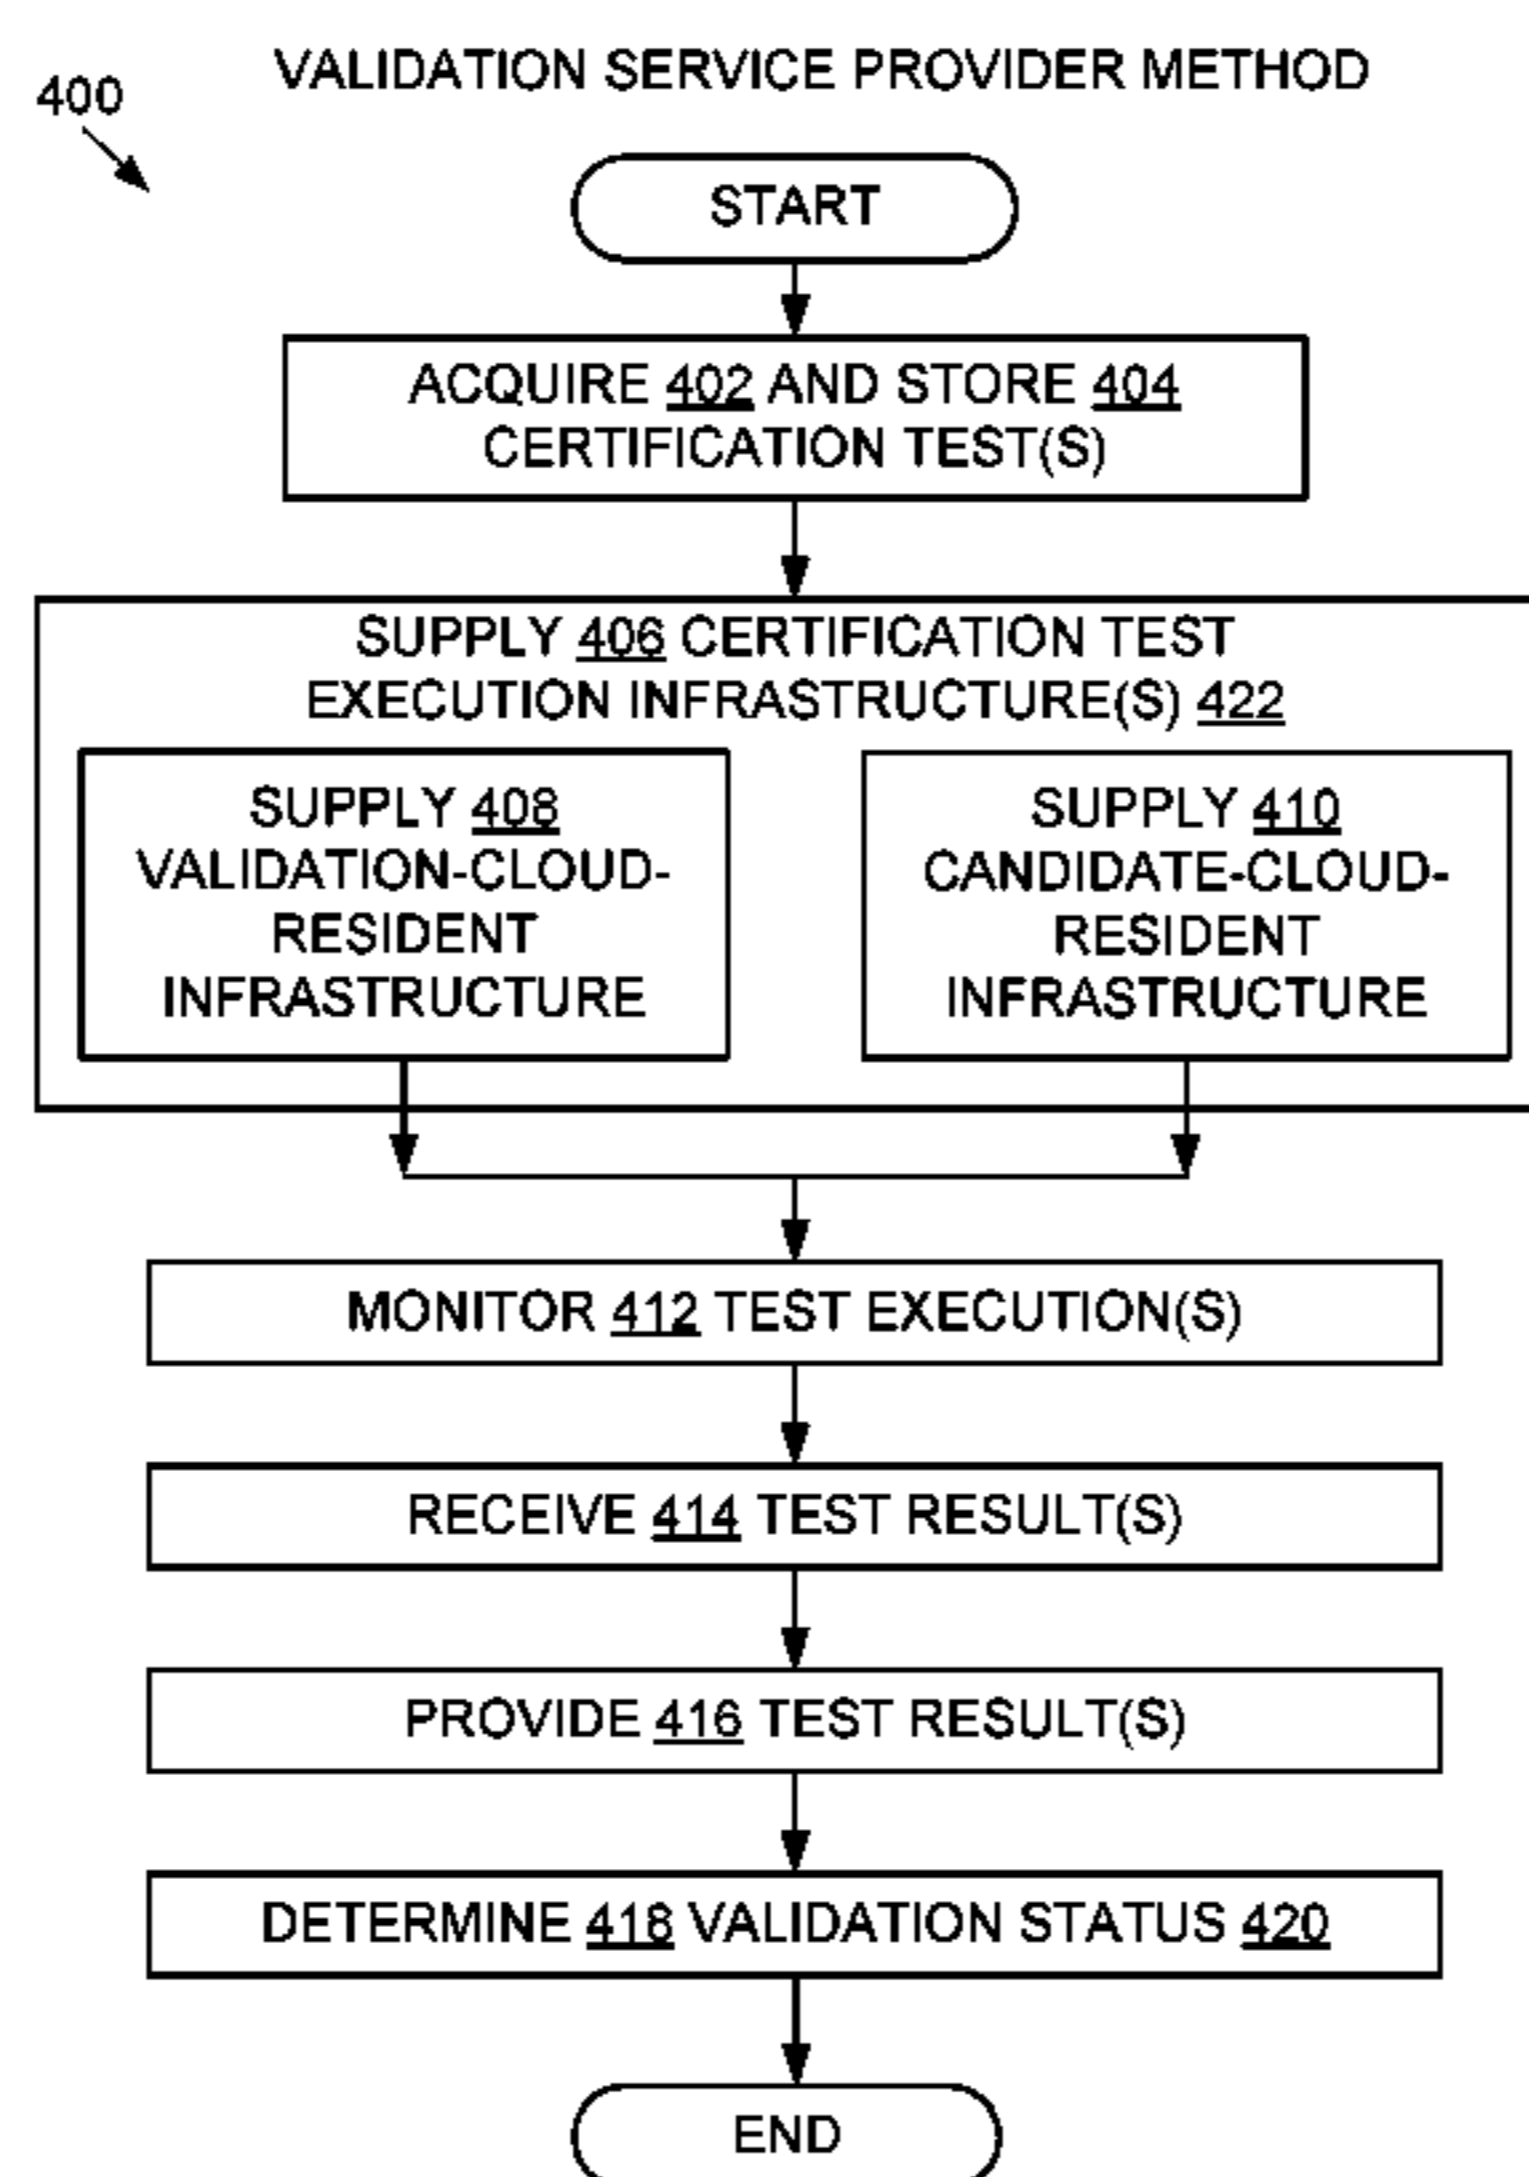 VALIDATION SERVICE PROVIDER METHOD
400
START
ACQUIRE 402 AND STORE 404
CERTIFICATION TEST(S)
SUPPLY 406 CERTIFICATION TEST
EXECUTION INFRASTRUCTURE(S) 422
SUPPLY 408
VALIDATION-CLOUD-
RESIDENT
INFRASTRUCTURE
SUPPLY 410
CANDIDATE-CLOUD-
RESIDENT
INFRASTRUCTURE
MONITOR 412 TEST EXECUTION(S)
RECEIVE 414 TEST RESULT(S)
PROVIDE 416 TEST RESULT(S)
DETERMINE 418 VALIDATION STATUS 420
END